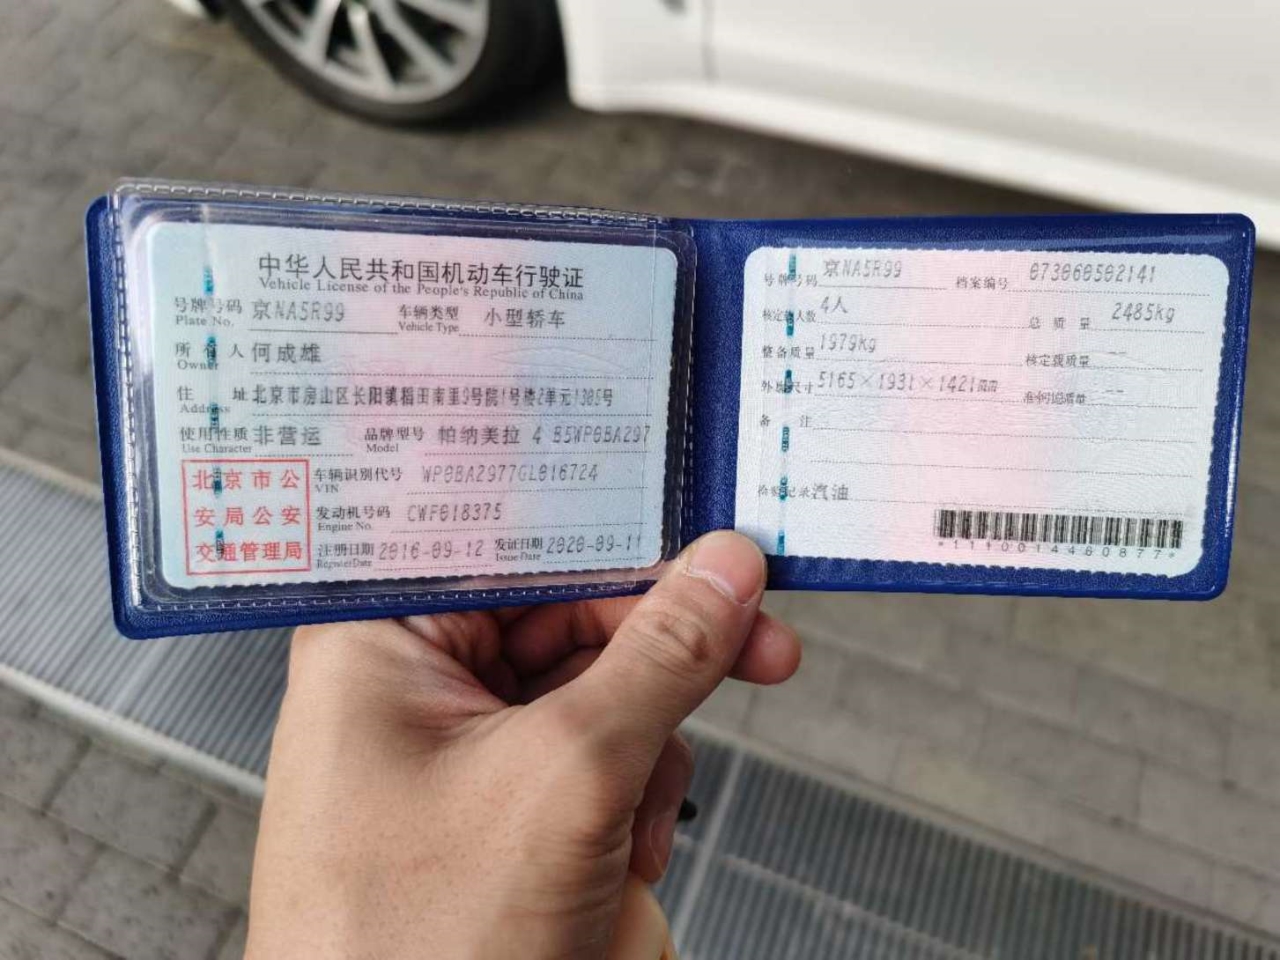 中华人民共和国机动车行驶证
Vehicle License of the People's Republic of China
号牌号码 京NA5R99 车辆类型 小型轿车
Plate No. Vehicle Type
所有人 何成雄
Owner
住 址 北京市房山区长阳镇稻田南里9号院1号楼2单元1305号
Address
使用性质 非营运 品牌型号 帕纳美拉 4 BSWP0BA297
Use Character Model
北京市公
安局公安
交通管理局
车辆识别代号 WP0BA2977GL016724
VIN
发动机号码 CWF018375
Engine No.
注册日期 2016-09-12 发证日期 2020-09-11
Register Date Issue Date
号牌号码 京NA5R99 档案编号 073060502141
核定载人数 4人 总 质 量 2485kg
整备质量 1979kg 核定载质量 --
外廓尺寸 5165×1931×1421mm 准牵引总质量 --
备 注
检验记录 汽油
*1110014460877*